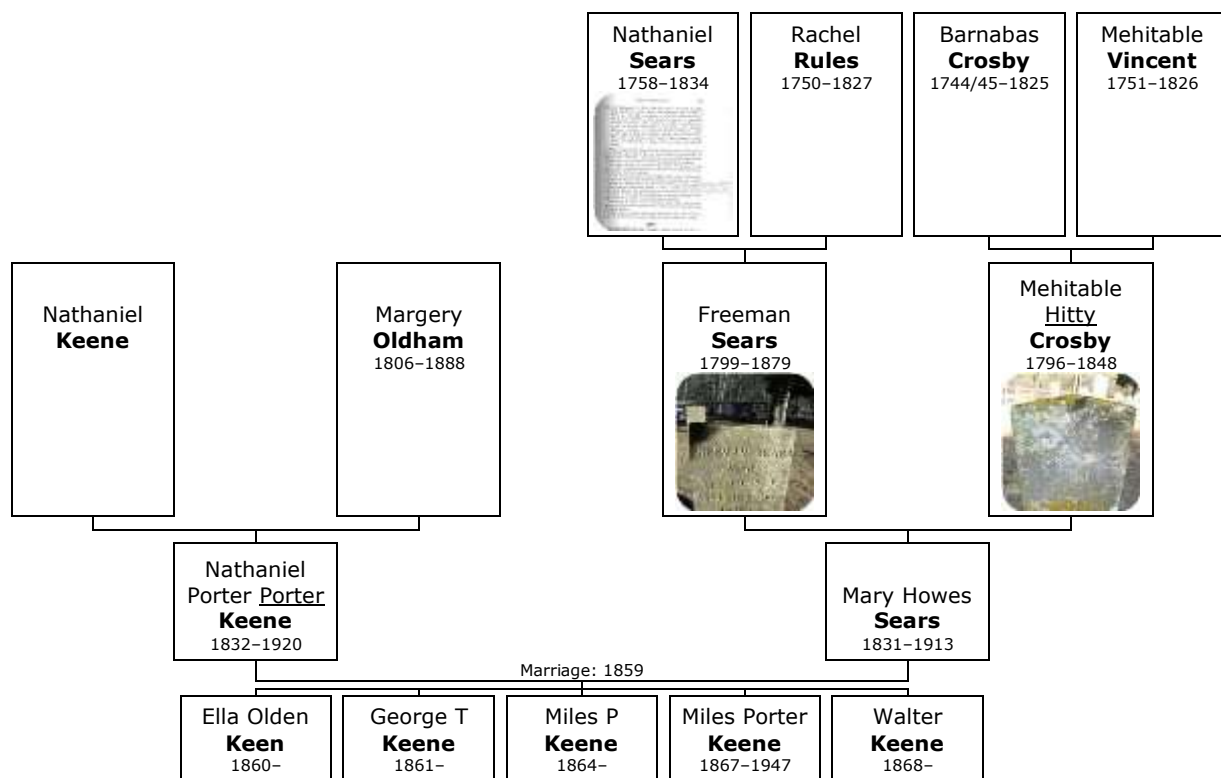 Nathaniel
Sears
1758–1834
Rachel
Rules
1750–1827
Barnabas
Crosby
1744/45–1825
Mehitable
Vincent
1751–1826
Nathaniel
Keene
Margery
Oldham
1806–1888
Freeman
Sears
1799–1879
Mehitable
Hitty
Crosby
1796–1848
Nathaniel
Porter Porter
Keene
1832–1920
Mary Howes
Sears
1831–1913
Marriage: 1859
Ella Olden
Keen
1860–
George T
Keene
1861–
Miles P
Keene
1864–
Miles Porter
Keene
1867–1947
Walter
Keene
1868–